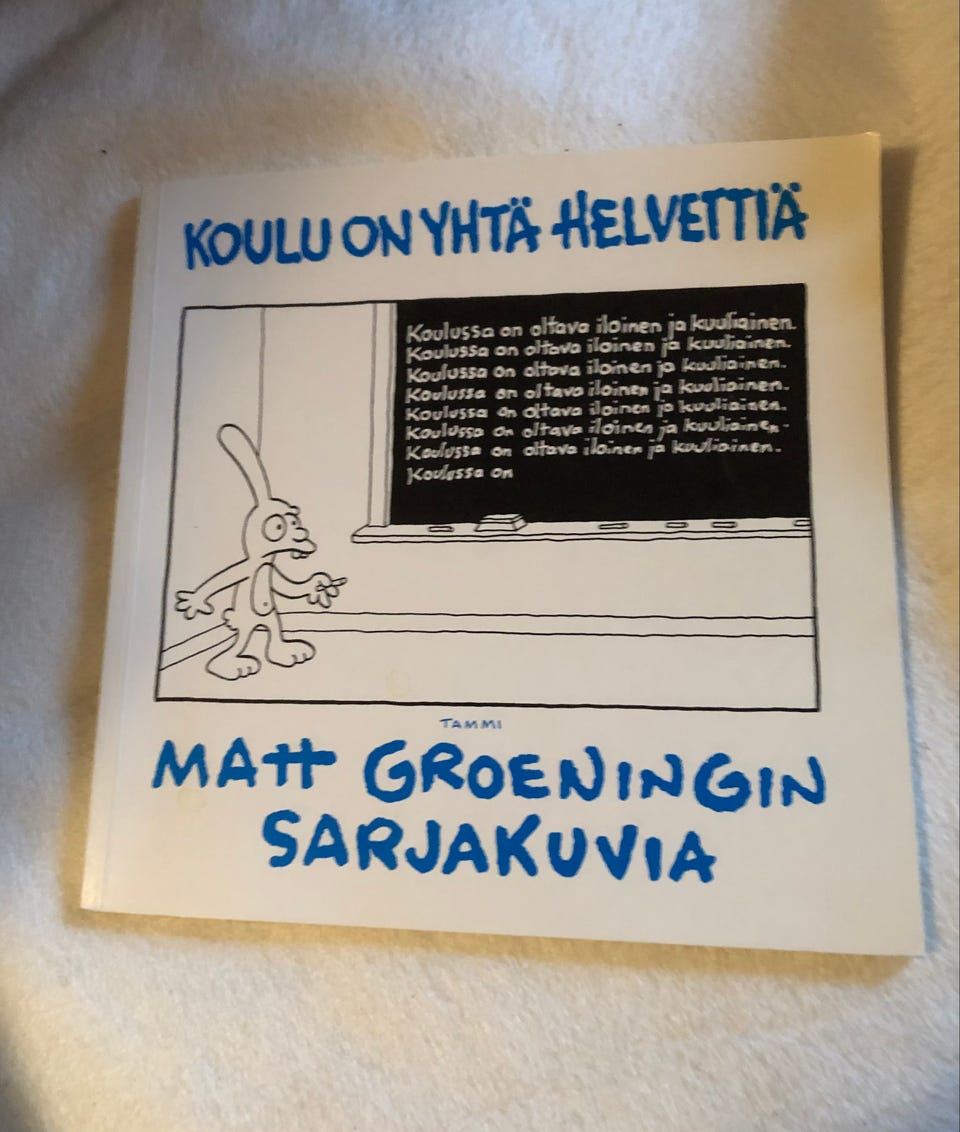 KOULU ON YHTÄ HELVETTIÄ
Koulussa on oltava iloinen ja kuuliainen.
Koulussa on oltava iloinen ja kuuliainen.
Koulussa on oltava iloinen ja kuuliainen.
Koulussa on oltava iloinen ja kuuliainen.
Koulussa on oltava iloinen ja kuuliainen.
Koulussa on oltava iloinen ja kuuliainen.
Koulussa on oltava iloinen ja kuuliainen.
Koulussa on
TAMMI
MATT GROENINGIN
SARJAKUVIA